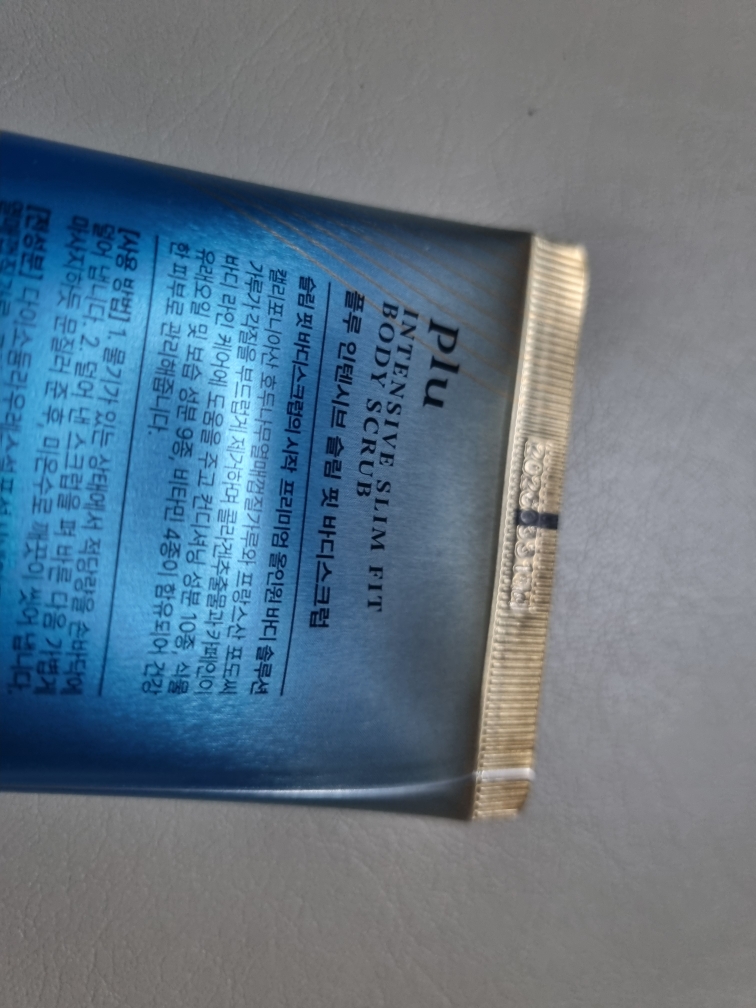 plu
INTENSIVE SLIM FIT
BODY SCRUB
플루 인텐시브 슬림 핏 바디스크럽
슬림 핏 바디스크럽의 시작 프리미엄 올인원 바디 솔루션
캘리포니아산 호두나무열매껍질가루와 프랑스산 포도씨
가루가 각질을 부드럽게 제거하며 콜라겐추출물과 카페인이
바디 라인 케어에 도움을 주고 컨디셔닝 성분 10종 식물
유래오일 및 보습 성분 9종, 비타민 4종이 함유되어 건강
한 피부로 관리해줍니다.
[사용 방법] 1. 물기가 있는 상태에서 적당량을 손바닥에
덜어 냅니다. 2. 덜어 낸 스크럽을 펴 바른 다음 가볍게
마사지하듯 문질러 준 후, 미온수로 깨끗이 씻어 냅니다.
[전성분]